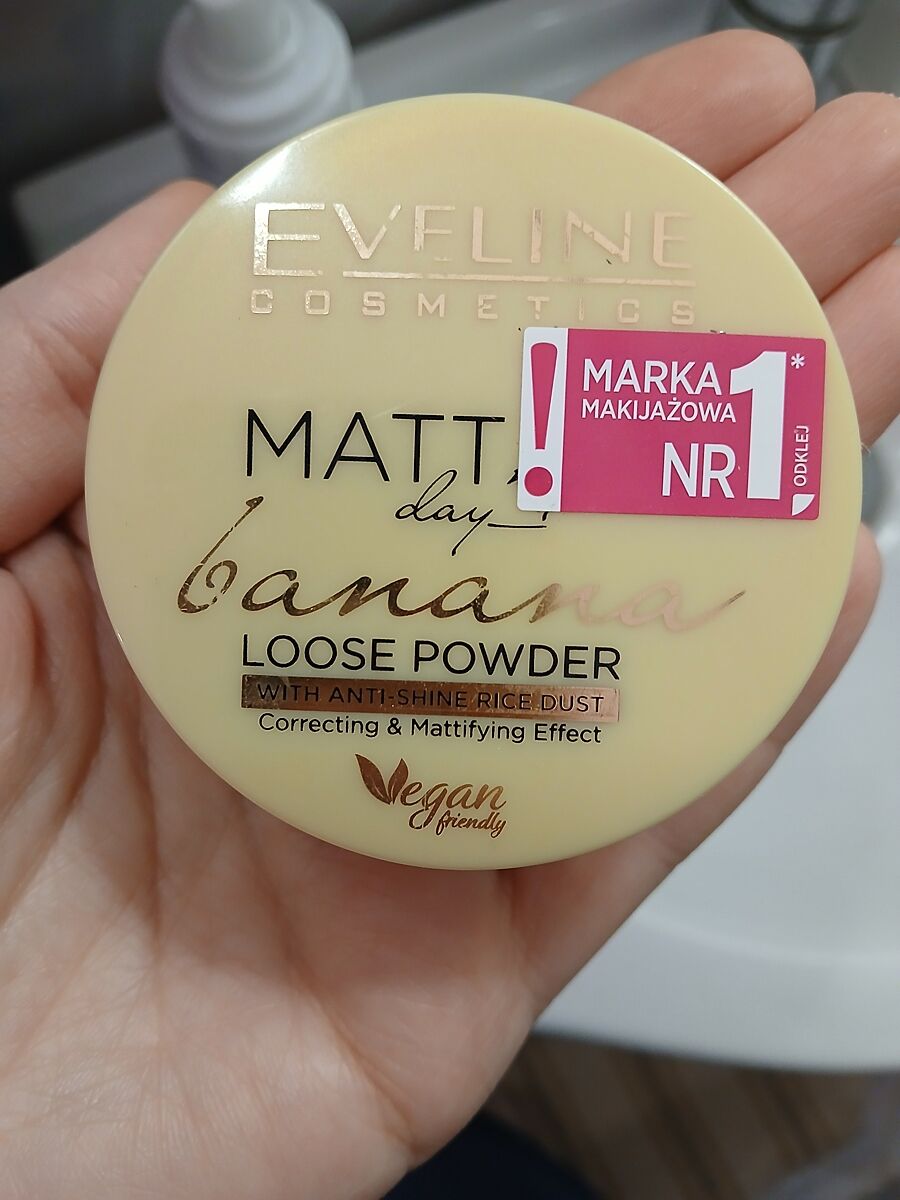 EVELINE
COSMETICS
MATT
day
banana
LOOSE POWDER
WITH ANTI-SHINE RICE DUST
Correcting & Mattifying Effect
Vegan
friendly
! MARKA
MAKIJAŻOWA
NR 1*
ODKLEJ